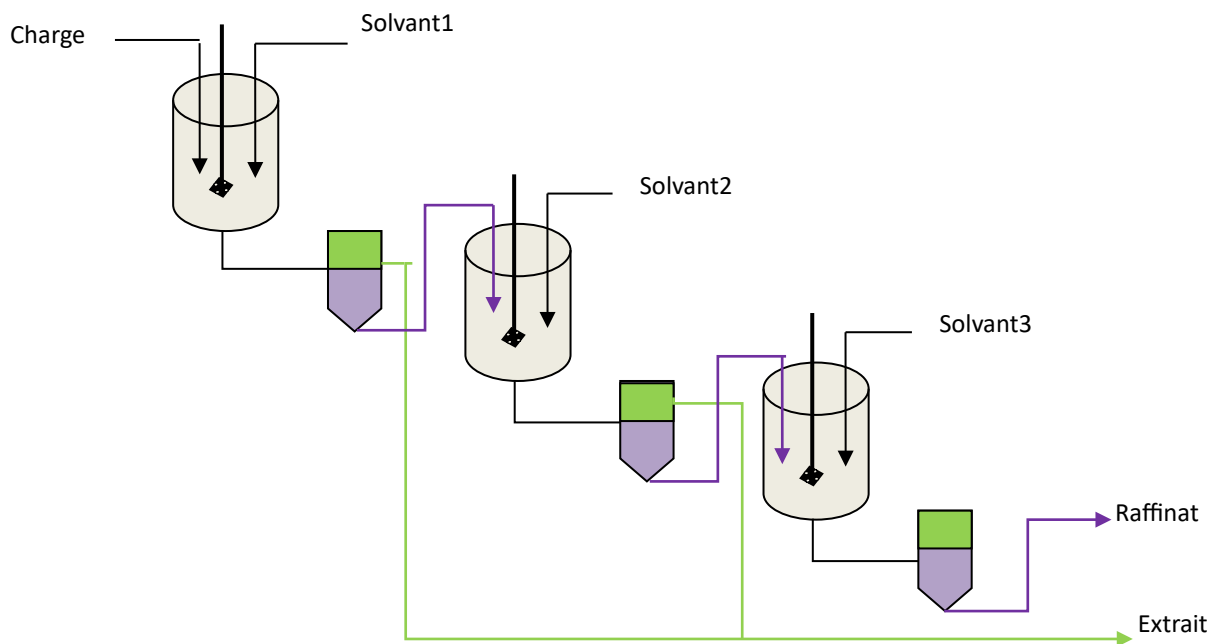 Charge
Solvant1
Solvant2
Solvant3
Raffinat
Extrait